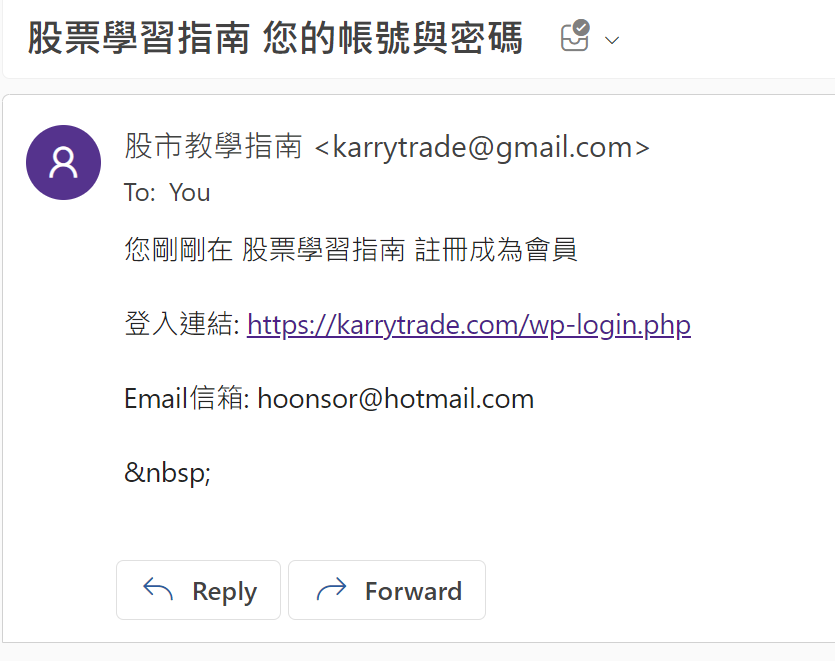 股票學習指南 您的帳號與密碼
股市教學指南 <karrytrade@gmail.com>
To: You
您剛剛在 股票學習指南 註冊成為會員
登入連結: https://karrytrade.com/wp-login.php
Email信箱: hoonsor@hotmail.com
&nbsp;
Reply
Forward